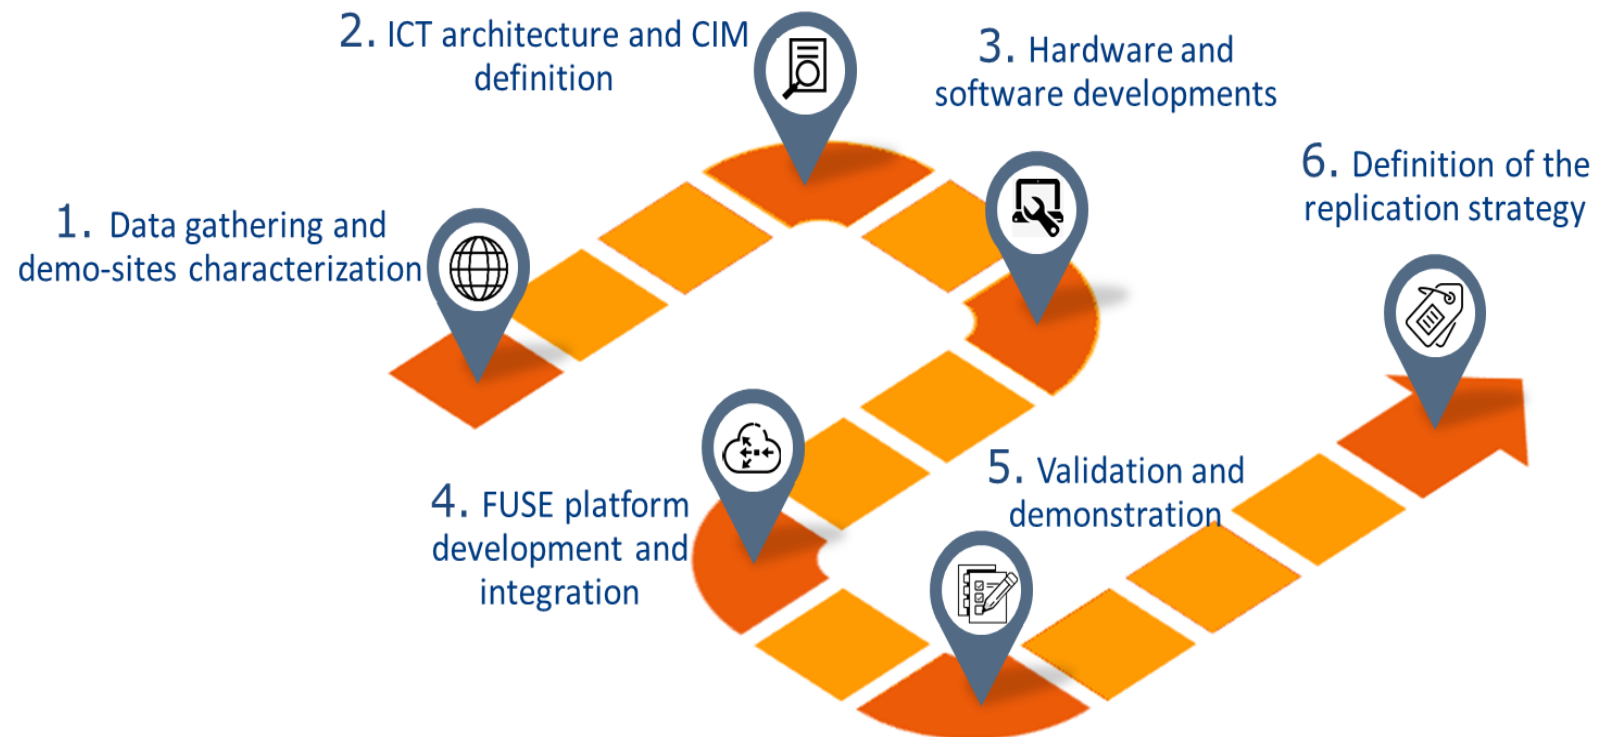 1. Data gathering and
demo-sites characterization
2. ICT architecture and CIM
definition
3. Hardware and
software developments
4. FUSE platform
development and
integration
5. Validation and
demonstration
6. Definition of the
replication strategy